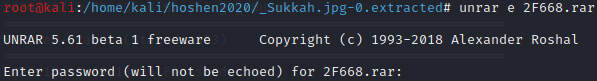 root@kali:/home/kali/hoshen2020/_Sukkah.jpg-0.extracted# unrar e 2F668.rar
UNRAR 5.61 beta 1 freeware Copyright (c) 1993-2018 Alexander Roshal
Enter password (will not be echoed) for 2F668.rar: